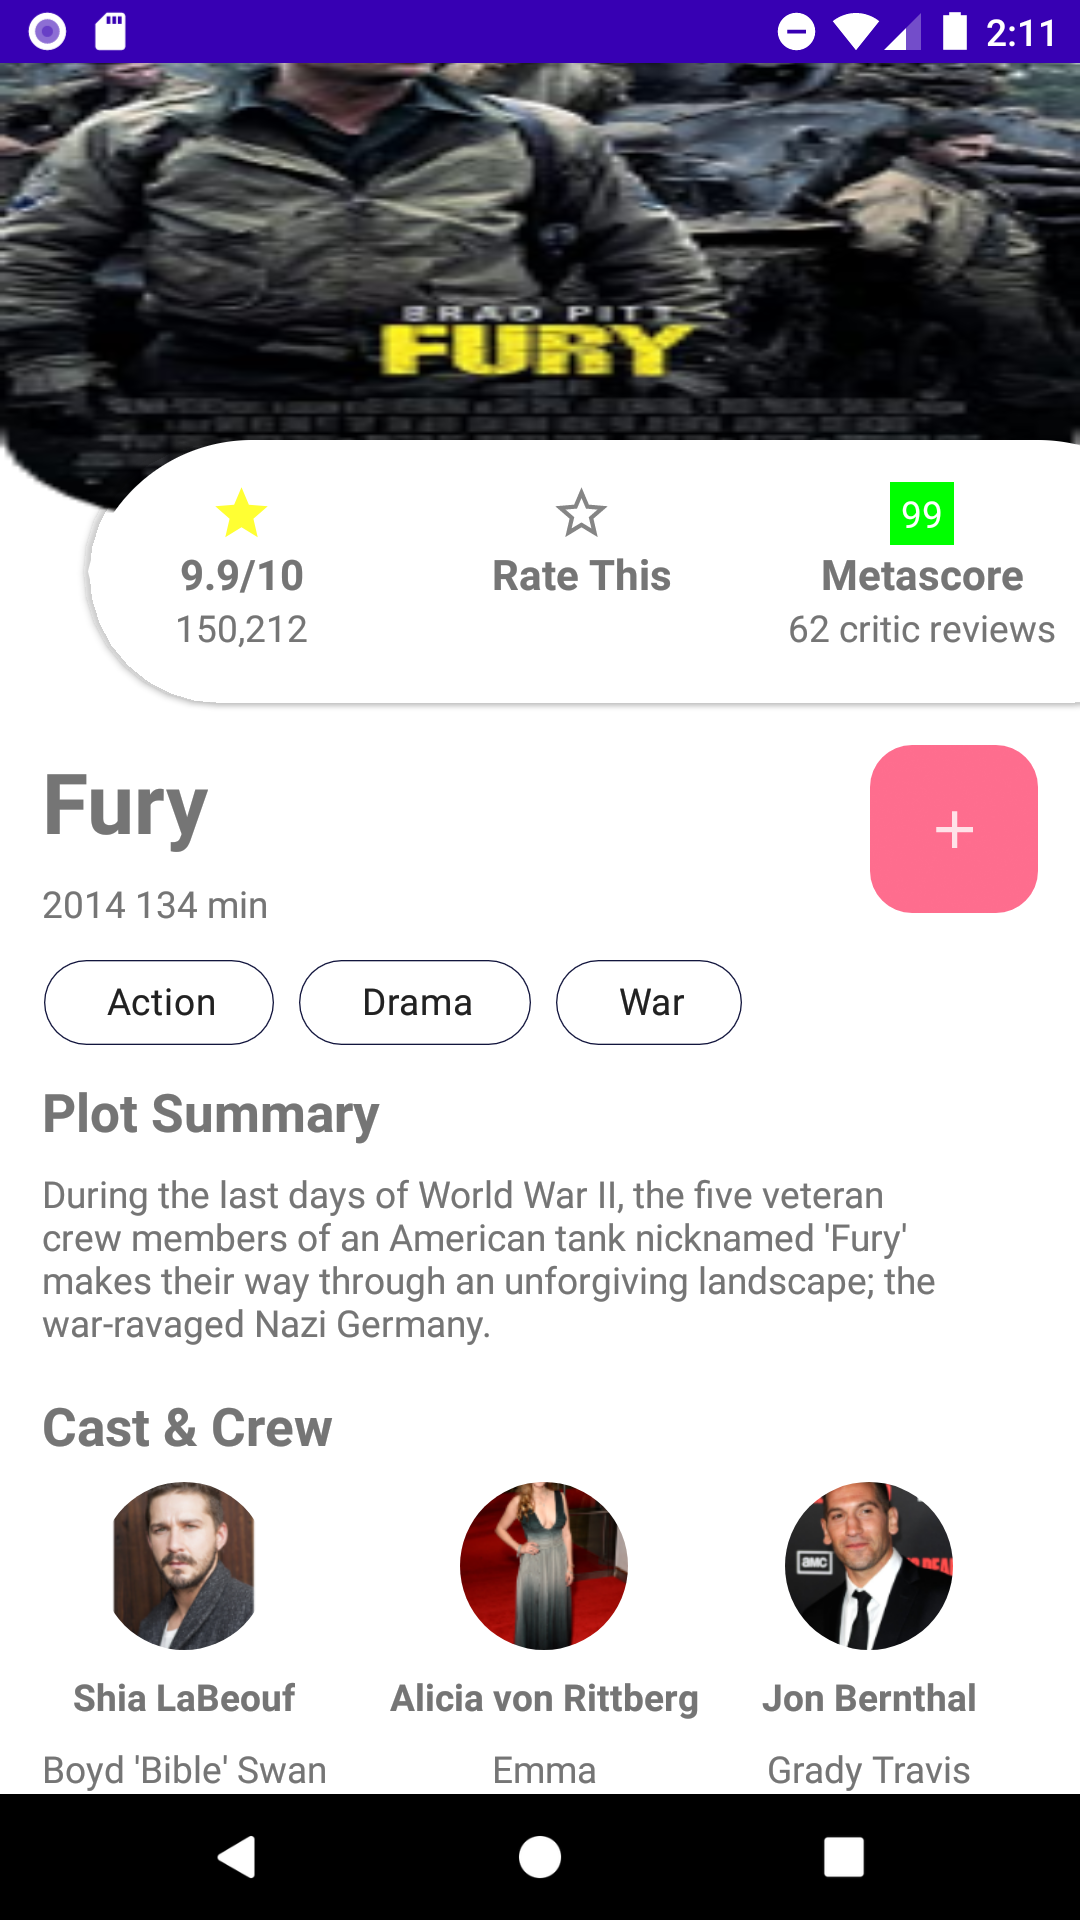 2:11
BRAD PITT
FURY
99
9.9/10
Rate This
Metascore
150,212
62 critic reviews
Fury
2014 134 min
Action
Drama
War
Plot Summary
During the last days of World War II, the five veteran
crew members of an American tank nicknamed 'Fury'
makes their way through an unforgiving landscape; the
war-ravaged Nazi Germany.
Cast & Crew
amc
Shia LaBeouf
Alicia von Rittberg
Jon Bernthal
Boyd 'Bible' Swan
Emma
Grady Travis